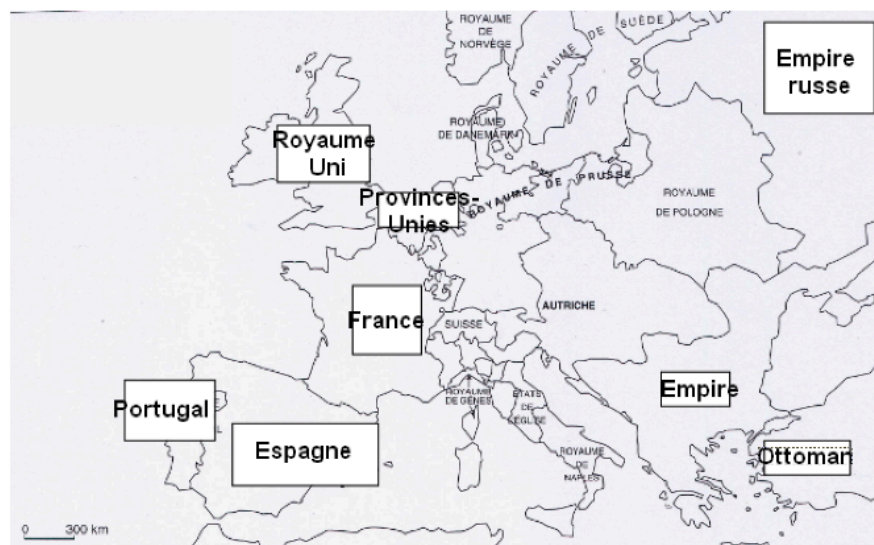 ROYAUME
DE
NORVÈGE
ROYAUME DE SUÈDE
Empire
russe
Royaume
Uni
ROYAUME
DE DANEMARK
Provinces-
Unies
ROYAUME DE PRUSSE
ROYAUME
DE POLOGNE
France
SUISSE
AUTRICHE
Portugal
Espagne
ROYAUME
DE GÊNES
ÉTATS
DE
L'ÉGLISE
Empire
Ottoman
ROYAUME
DE
NAPLES
0 300 km